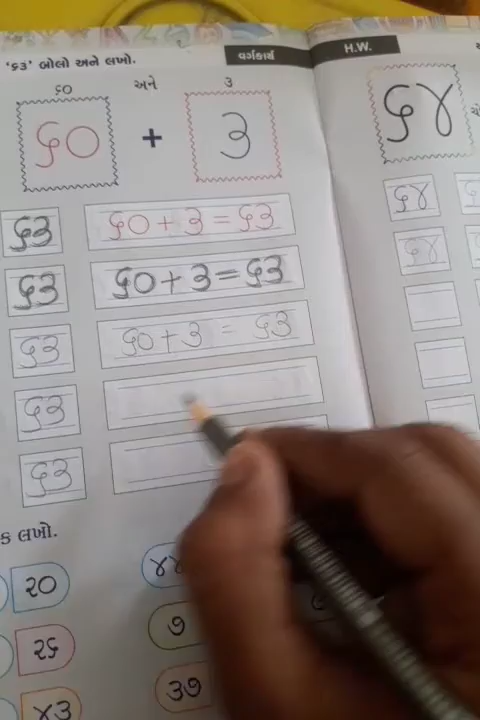 '૬૩' બોલો અને લખો.
વર્ગકાર્ય
H.W.
૬૦ અને ૩
૬૦ + ૩
૬૪
૬૩ ૬૦ + ૩ = ૬૩
૬૪
૬૩ ૬૦ + ૩ = ૬૩
૬૪
૬૩ ૬૦ + ૩ = ૬૩
૬૩
૬૩
ક લખો.
૨૦
૭
૨૬
૩૭
૪૩